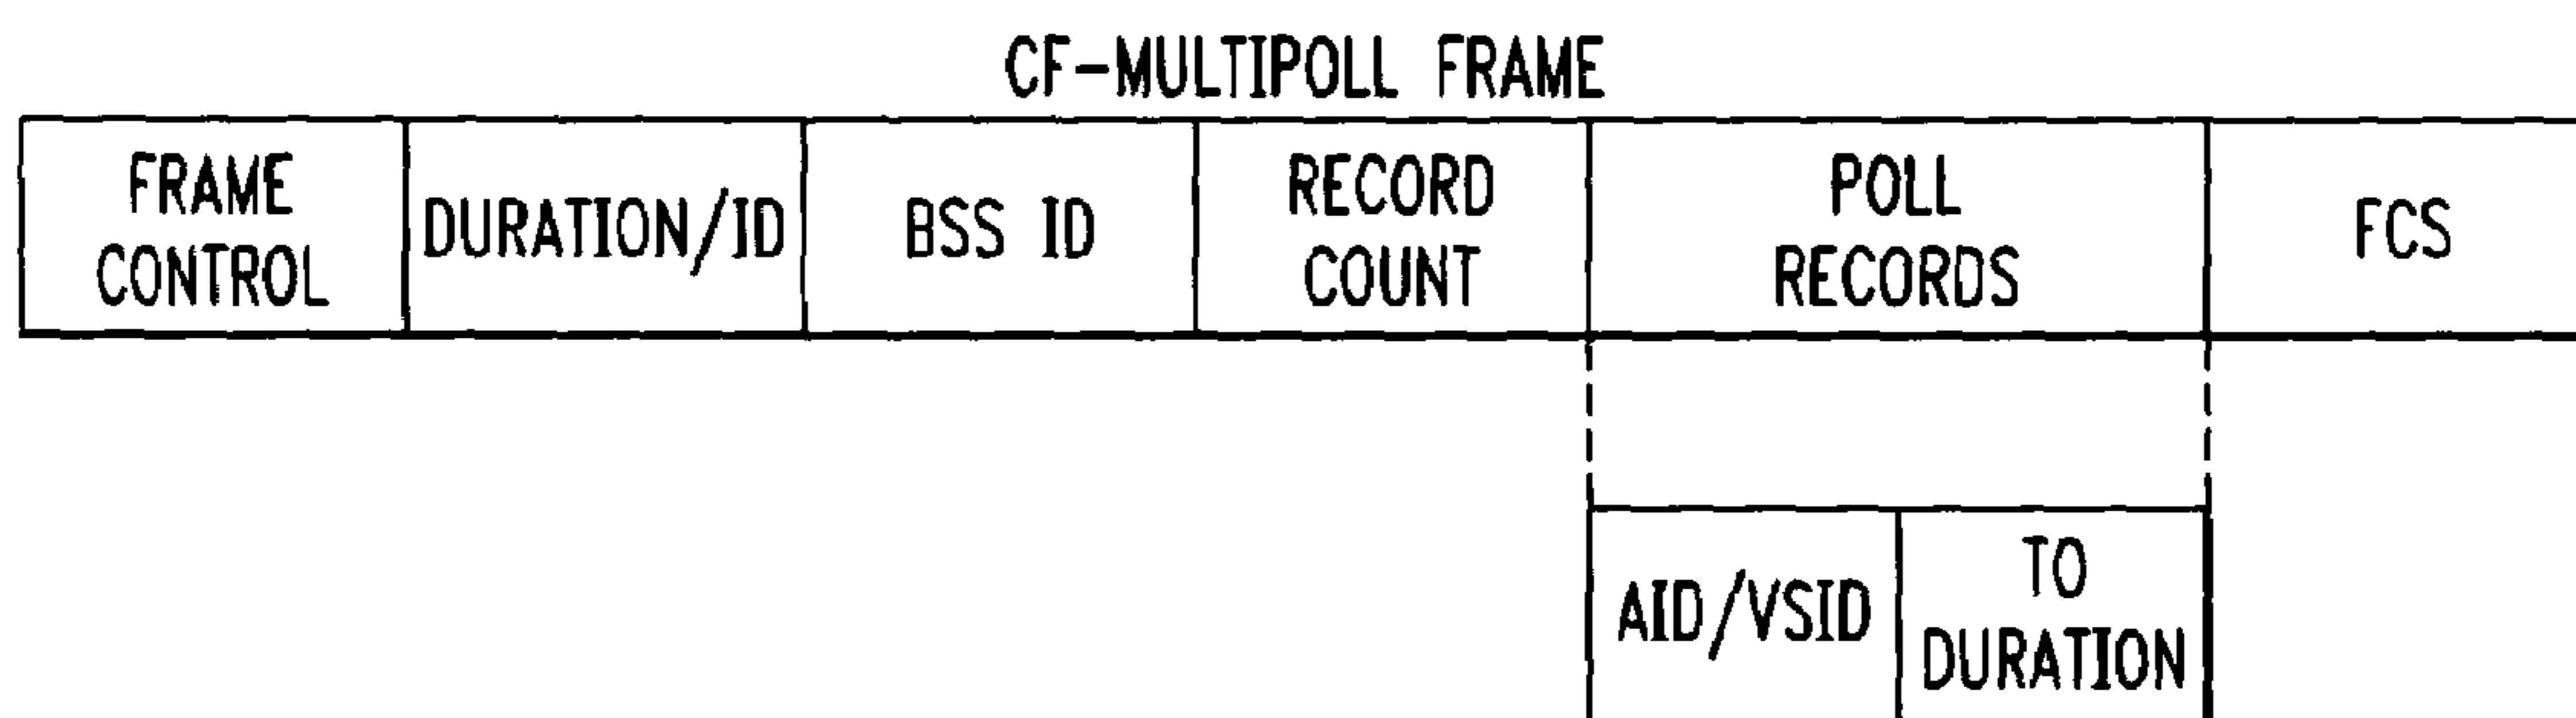 CF-MULTIPOLL FRAME
FRAME
CONTROL
DURATION/ID
BSS ID
RECORD
COUNT
POLL
RECORDS
FCS
AID/VSID
TO
DURATION